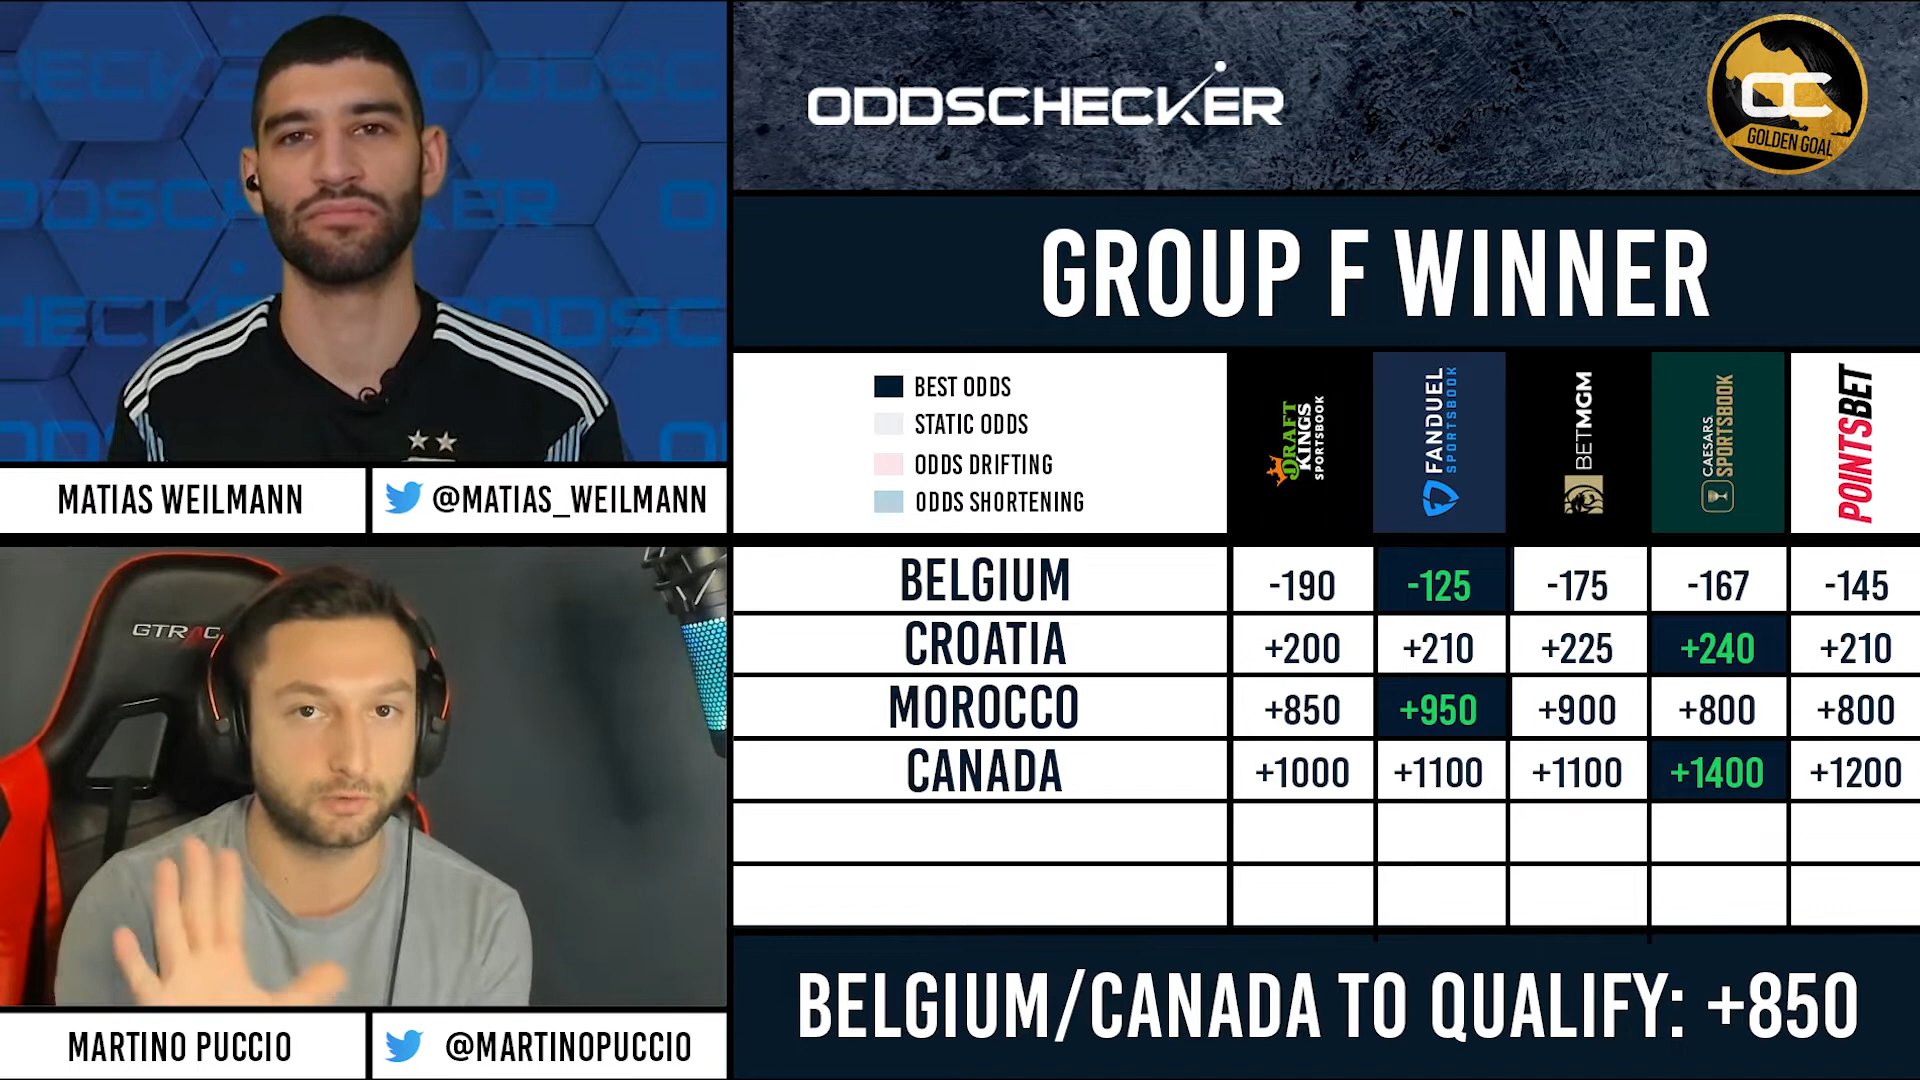 ODDSCHECKER
OC
GOLDEN GOAL
GROUP F WINNER
BEST ODDS
STATIC ODDS
ODDS DRIFTING
ODDS SHORTENING
DRAFT KINGS SPORTSBOOK
FANDUEL SPORTSBOOK
BETMGM
CAESARS SPORTSBOOK
POINTSBET
BELGIUM -190 -125 -175 -167 -145
CROATIA +200 +210 +225 +240 +210
MOROCCO +850 +950 +900 +800 +800
CANADA +1000 +1100 +1100 +1400 +1200
BELGIUM/CANADA TO QUALIFY: +850
MATIAS WEILMANN
@MATIAS_WEILMANN
GTRAC
MARTINO PUCCIO
@MARTINOPUCCIO